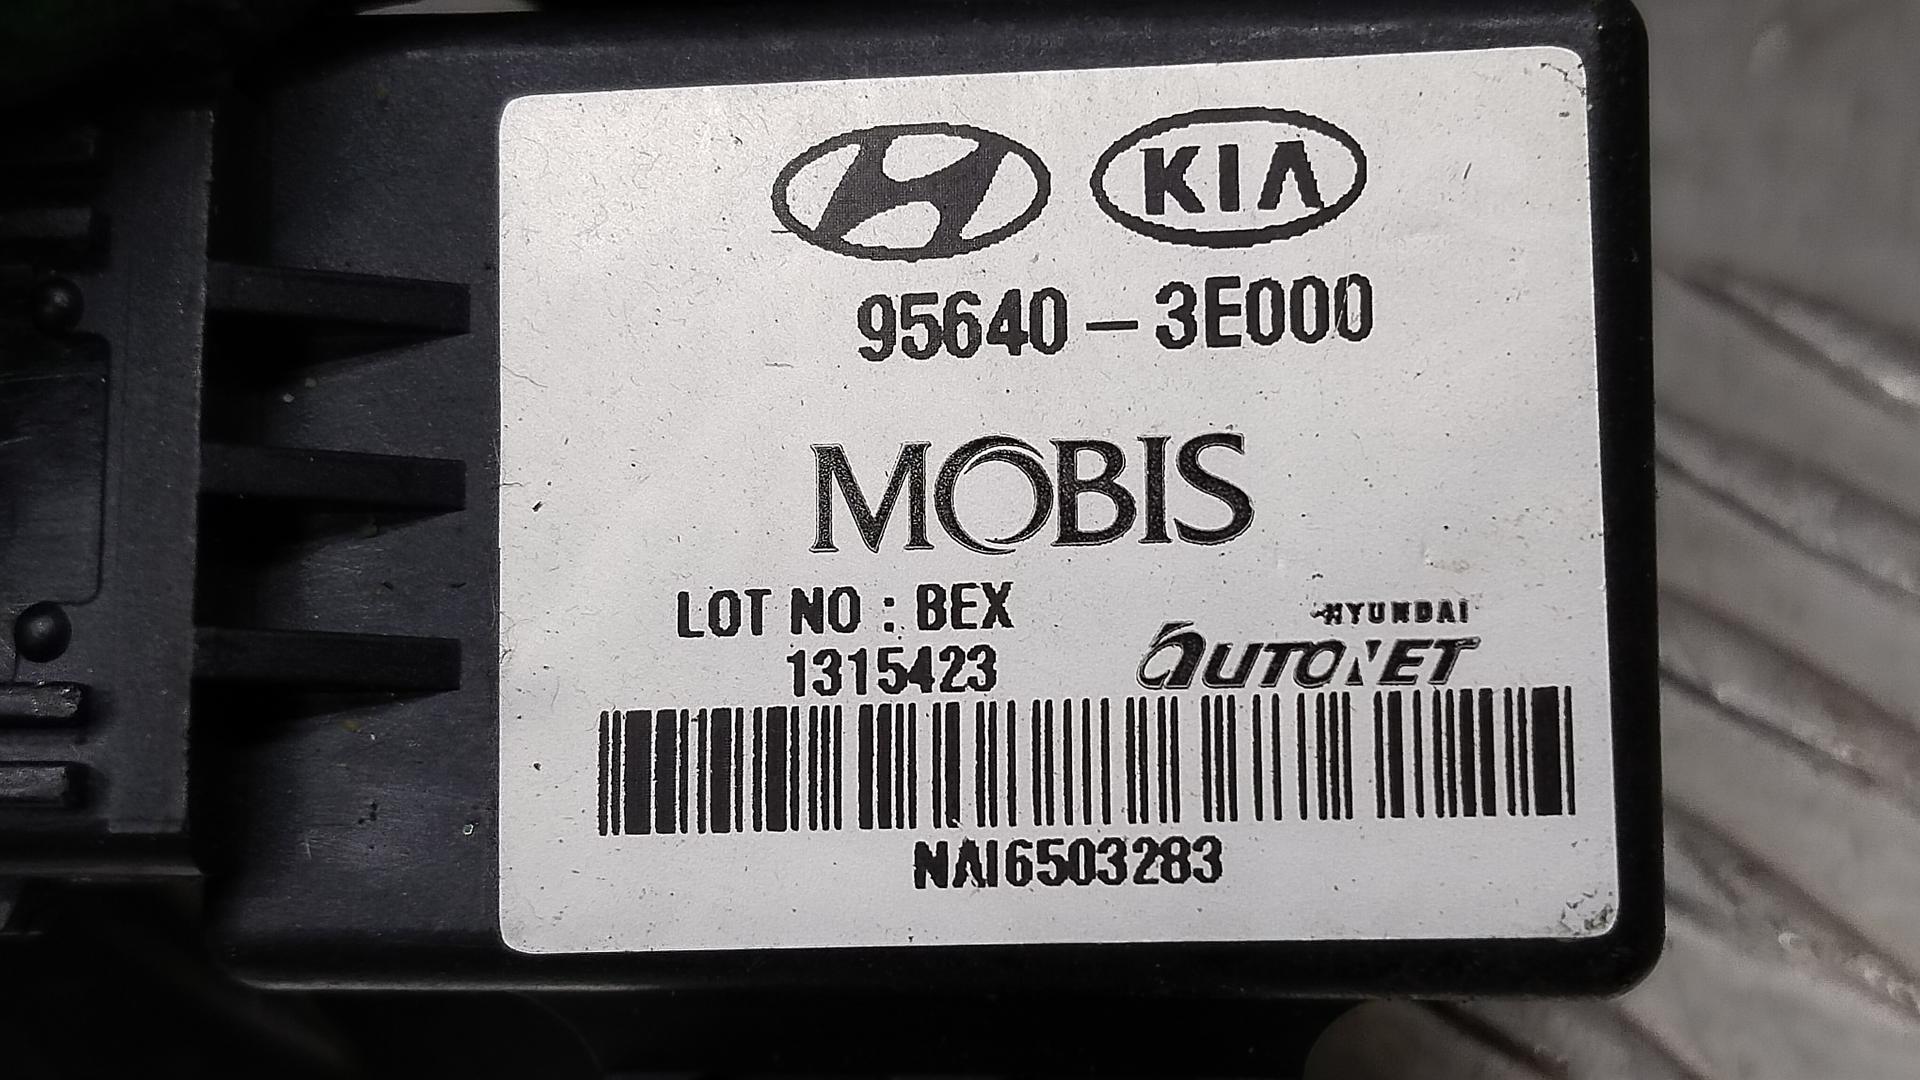 KIA
95640-3E000
MOBIS
LOT NO : BEX
1315423
HYUNDAI
AUTONET
NAI6503283